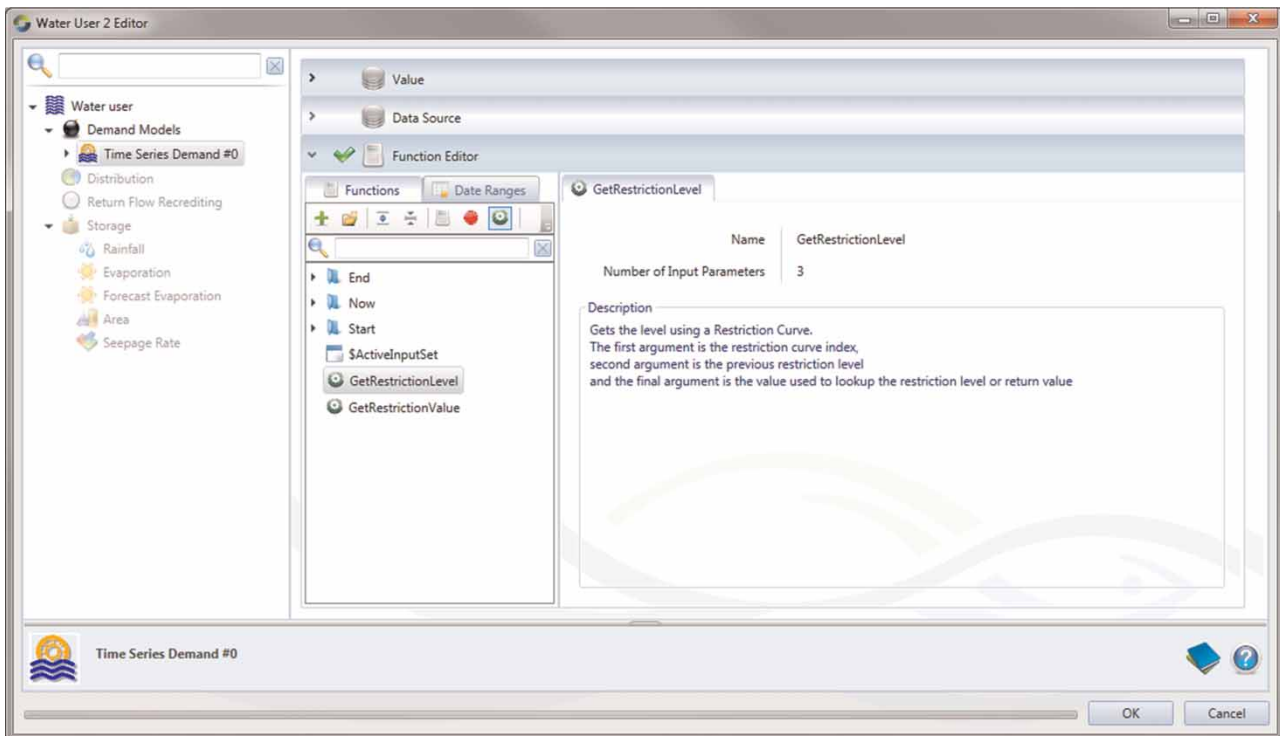 Water User 2 Editor
Water user
Demand Models
Time Series Demand #0
Distribution
Return Flow Recrediting
Storage
Rainfall
Evaporation
Forecast Evaporation
Area
Seepage Rate
Value
Data Source
Function Editor
Functions
Date Ranges
End
Now
Start
$ActiveInputSet
GetRestrictionLevel
GetRestrictionValue
GetRestrictionLevel
Name GetRestrictionLevel
Number of Input Parameters 3
Description
Gets the level using a Restriction Curve.
The first argument is the restriction curve index,
second argument is the previous restriction level
and the final argument is the value used to lookup the restriction level or return value
Time Series Demand #0
OK
Cancel